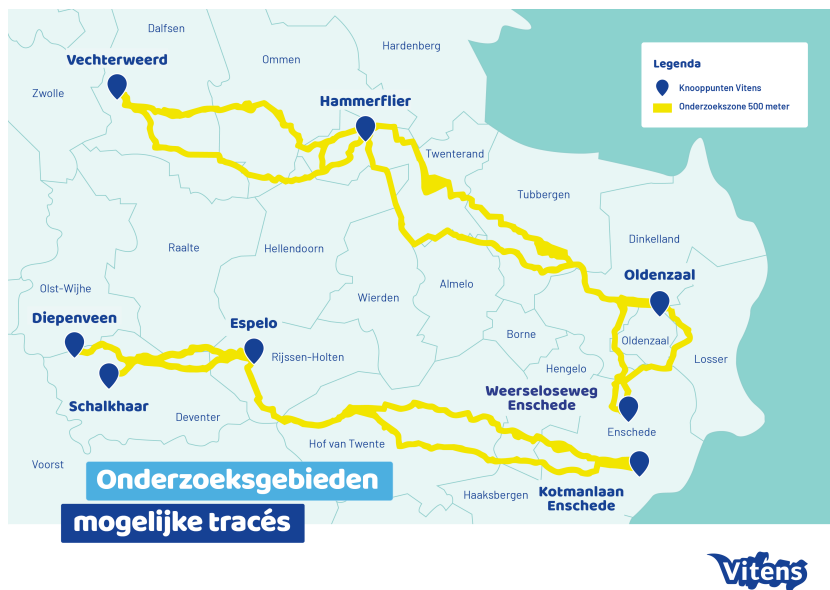 Dalfsen
Hardenberg
Vechterweerd
Ommen
Legenda
Zwolle
Knooppunten Vitens
Hammerflier
Onderzoekszone 500 meter
Twenterand
Tubbergen
Raalte
Hellendoorn
Dinkelland
Oldenzaal
Olst-Wijhe
Almelo
Wierden
Diepenveen
Espelo
Borne
Oldenzaal
Rijssen-Holten
Losser
Hengelo
Schalkhaar
Weerseloseweg
Enschede
Deventer
Enschede
Hof van Twente
Voorst
Onderzoeksgebieden
mogelijke tracés
Haaksbergen
Kotmanlaan
Enschede
Vitens